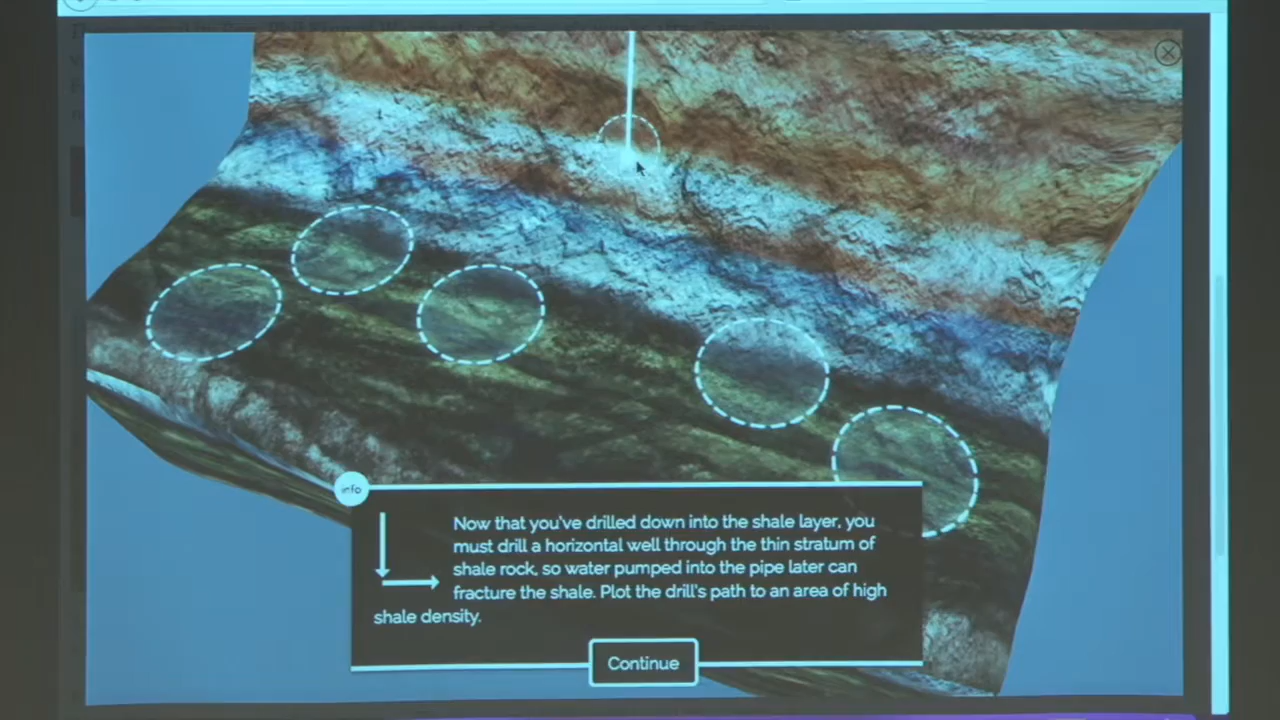 info
Now that you've drilled down into the shale layer, you
must drill a horizontal well through the thin stratum of
shale rock, so water pumped into the pipe later can
fracture the shale. Plot the drill's path to an area of high
shale density.
Continue